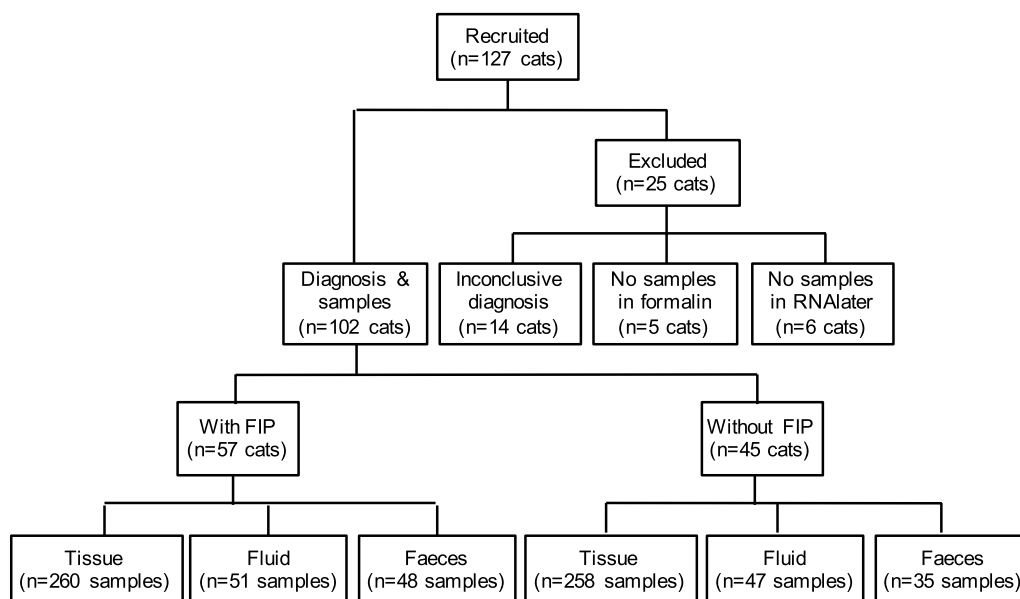 Recruited
(n=127 cats)
Excluded
(n=25 cats)
Diagnosis &
samples
(n=102 cats)
Inconclusive
diagnosis
(n=14 cats)
No samples
in formalin
(n=5 cats)
No samples
in RNAlater
(n=6 cats)
With FIP
(n=57 cats)
Without FIP
(n=45 cats)
Tissue
(n=260 samples)
Fluid
(n=51 samples)
Faeces
(n=48 samples)
Tissue
(n=258 samples)
Fluid
(n=47 samples)
Faeces
(n=35 samples)